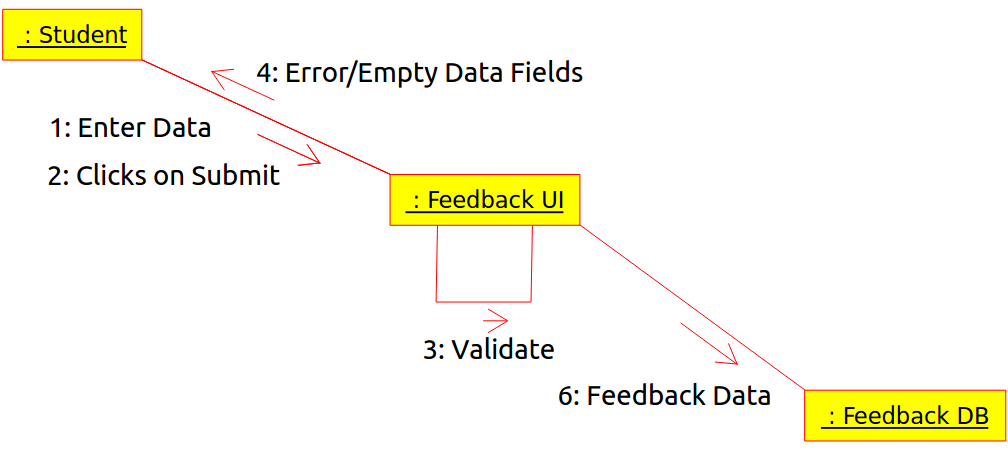 : Student
4: Error/Empty Data Fields
1: Enter Data
2: Clicks on Submit
: Feedback UI
3: Validate
6: Feedback Data
: Feedback DB